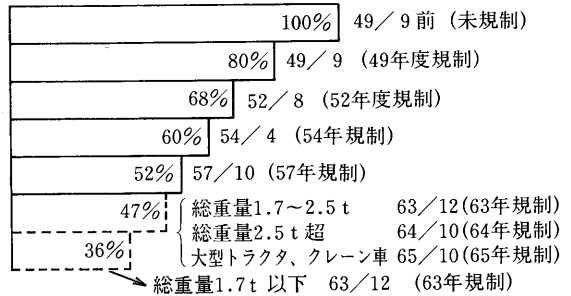 100% 49／9前 (未規制)
80% 49／9 (49年度規制)
68% 52／8 (52年度規制)
60% 54／4 (54年規制)
52% 57／10 (57年規制)
47% 総重量1.7～2.5t 63／12(63年規制)
総重量2.5t超 64／10(64年規制)
36% 大型トラクタ、クレーン車 65／10(65年規制)
総重量1.7t以下 63／12 (63年規制)